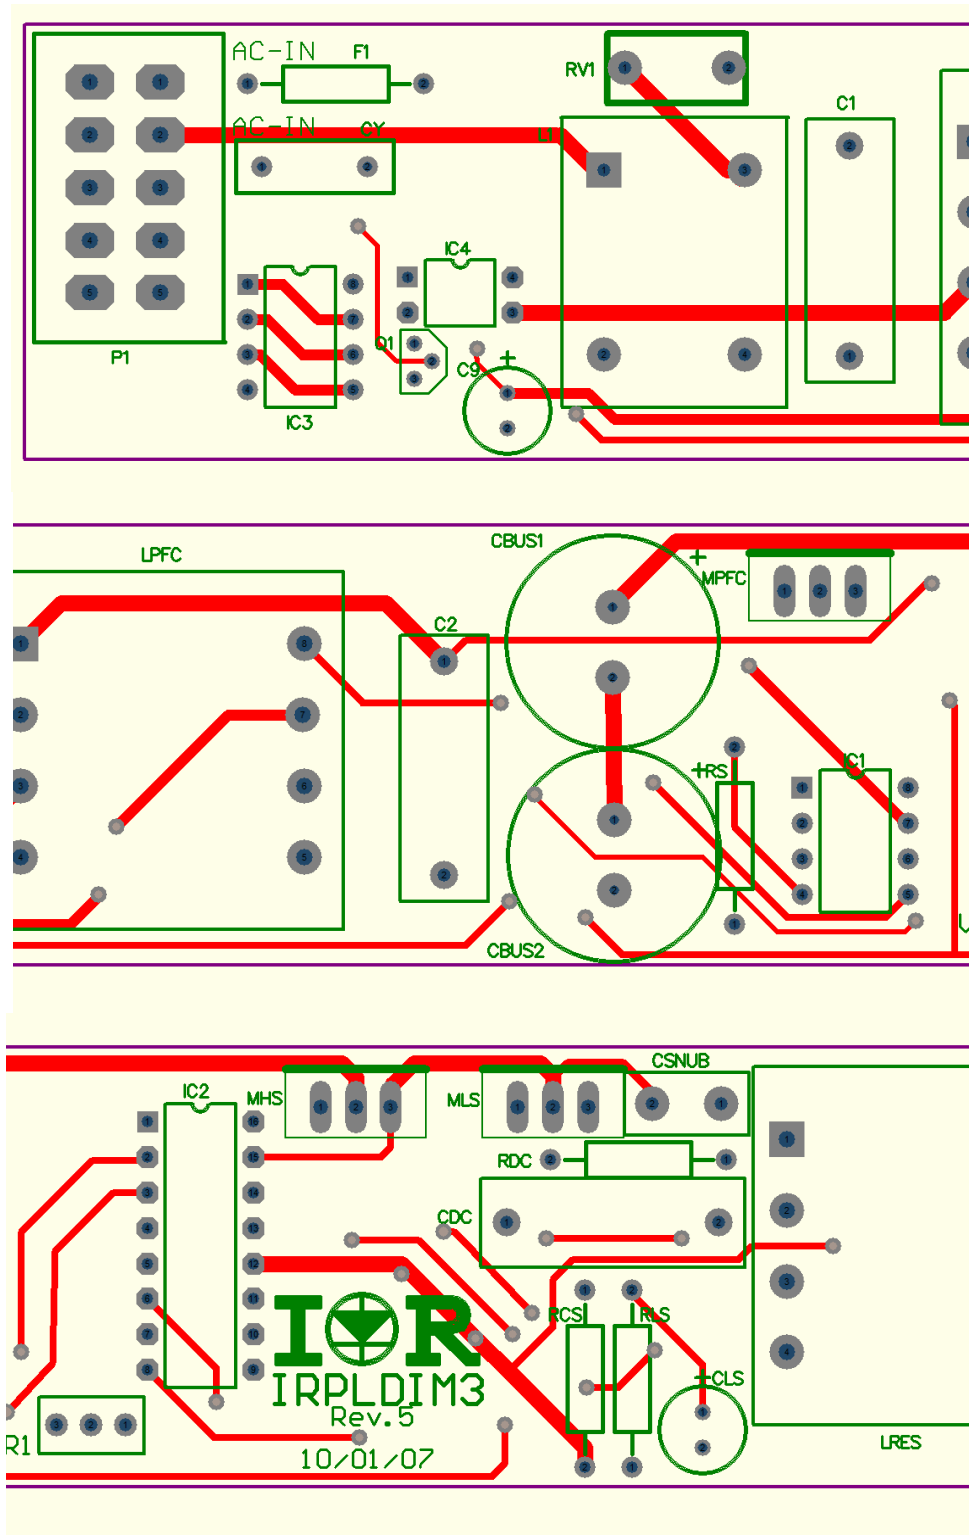 AC-IN
F1
RV1
C1
AC-IN
CY
L1
IC4
Q1
P1
C9
+
IC3
LPFC
CBUS1
+
MPFC
C2
IC1
+RS
CBUS2
CSNUB
IC2
MHS
MLS
RDC
CDC
RCS
RLS
IOR
IRPLDIM3
+CLS
Rev.5
R1
LRES
10/01/07